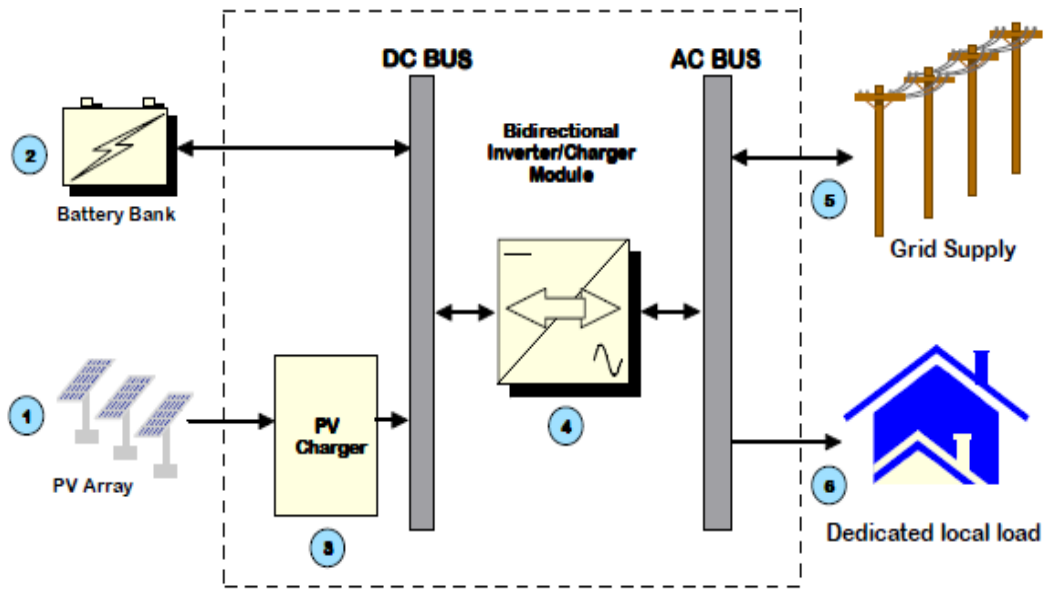 DC BUS
AC BUS
Bidirectional
Inverter/Charger
Module
2
Battery Bank
5
Grid Supply
1
PV Array
PV
Charger
3
4
6
Dedicated local load